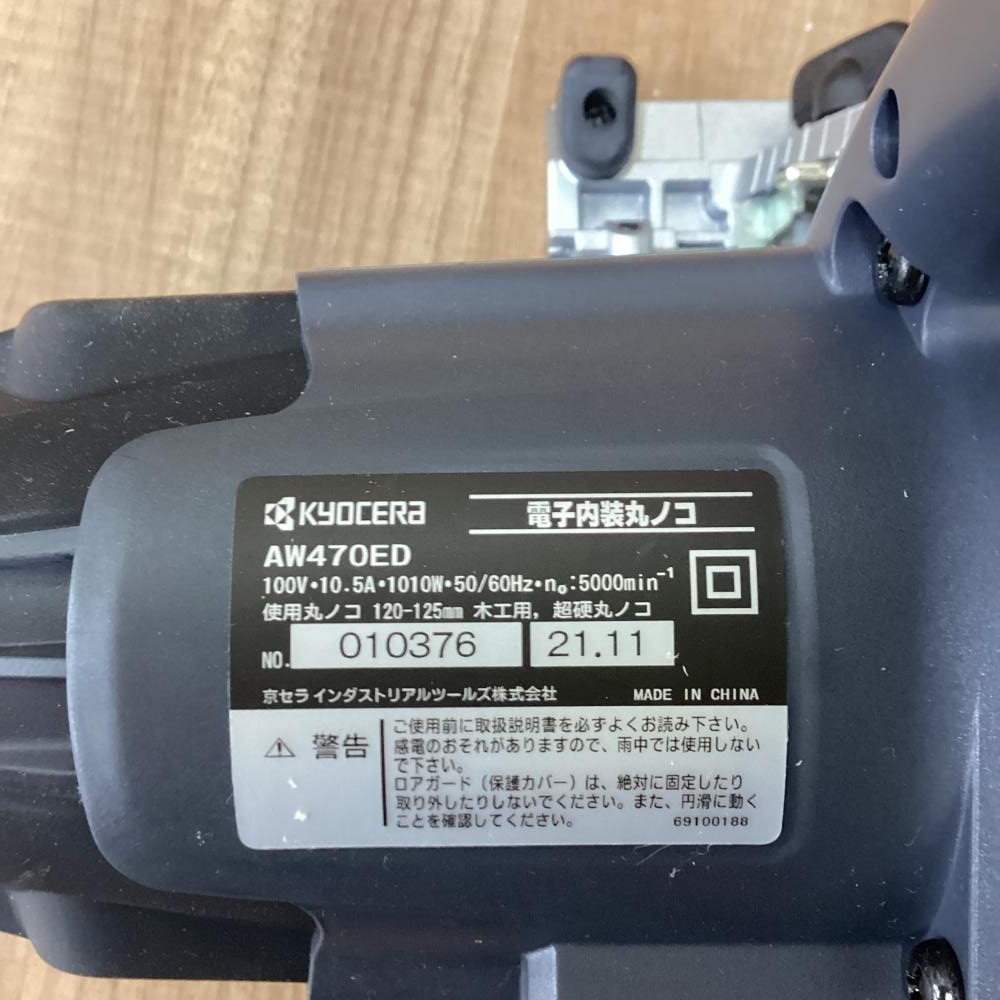 KYOCERA 電子内装丸ノコ
AW470ED
100V・10.5A・1010W・50/60Hz・n₀:5000min⁻¹
使用丸ノコ 120-125mm 木工用, 超硬丸ノコ
NO. 010376 21.11
京セラインダストリアルツールズ株式会社 MADE IN CHINA
警告
ご使用前に取扱説明書を必ずよくお読み下さい。
感電のおそれがありますので、雨中では使用しない
で下さい。
ロアガード（保護カバー）は、絶対に固定したり
取り外したりしないでください。また、円滑に動く
ことを確認してください。 69100188